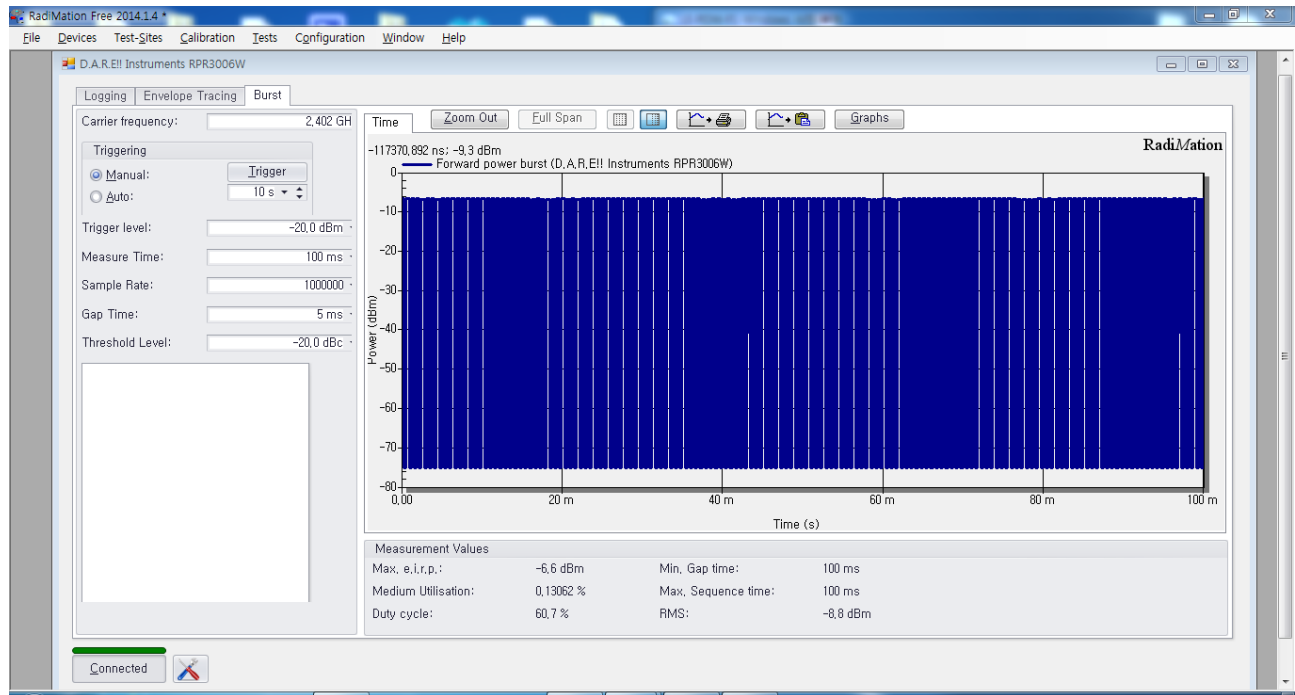 RadiMation Free 2014.1.4 *
File Devices Test-Sites Calibration Tests Configuration Window Help
D.A.R.E!! Instruments RPR3006W
Logging Envelope Tracing Burst
Carrier frequency: 2,402 GH
Triggering
Manual: Trigger
Auto: 10 s
Trigger level: -20,0 dBm
Measure Time: 100 ms
Sample Rate: 1000000
Gap Time: 5 ms
Threshold Level: -20,0 dBc
Time Zoom Out Full Span Graphs
-117370,892 ns; -9,3 dBm
RadiMation
Forward power burst (D,A,R,E!! Instruments RPR3006W)
Power (dBm)
0
-10
-20
-30
-40
-50
-60
-70
-80
0,00 20 m 40 m 60 m 80 m 100 m
Time (s)
Measurement Values
Max, e,i,r,p,: -6,6 dBm Min, Gap time: 100 ms
Medium Utilisation: 0,13062 % Max, Sequence time: 100 ms
Duty cycle: 60,7 % RMS: -8,8 dBm
Connected